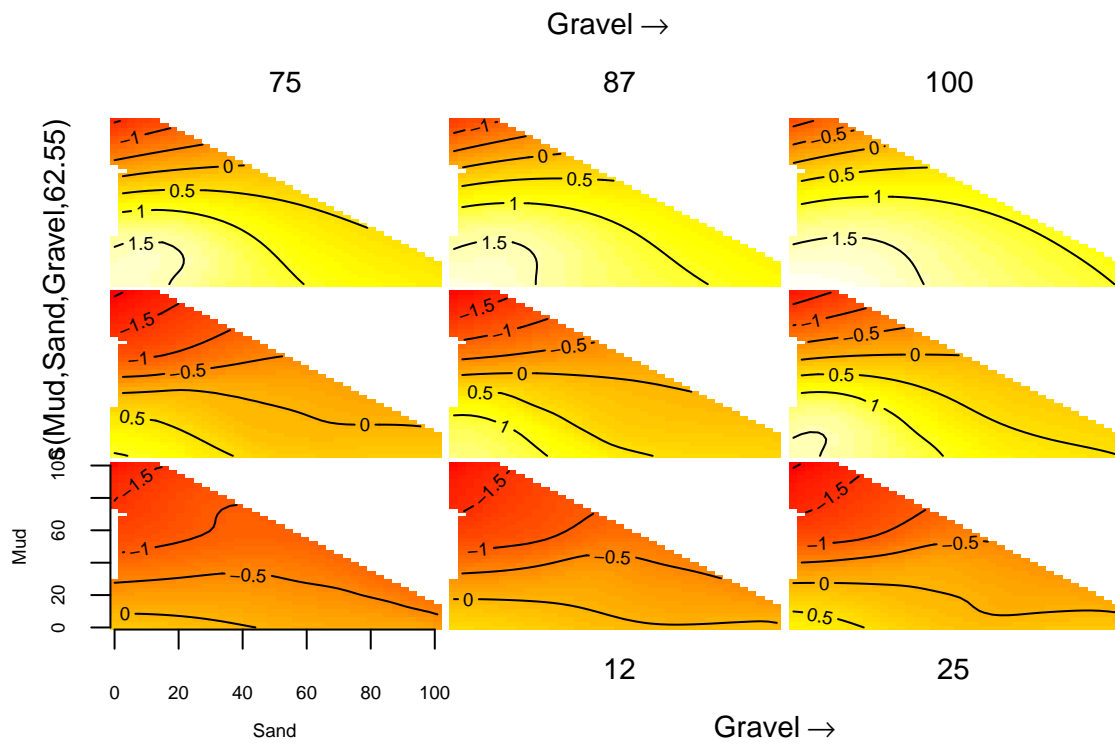 Gravel →
75 87 100
s(Mud,Sand,Gravel,62.55)
−1 0 0.5 1 1.5
−1 0 0.5 1 1.5
−0.5 0 0.5 1 1.5
−1.5 −1 −0.5 0 0.5
−1.5 −1 −0.5 0 0.5 1
−1 −0.5 0 0.5 1
−1.5 −1 −0.5 0
−1.5 −1 −0.5 0
−1.5 −1 −0.5 0 0.5
Mud
0 20 60 100
0 20 40 60 80 100
Sand
12 25
Gravel →